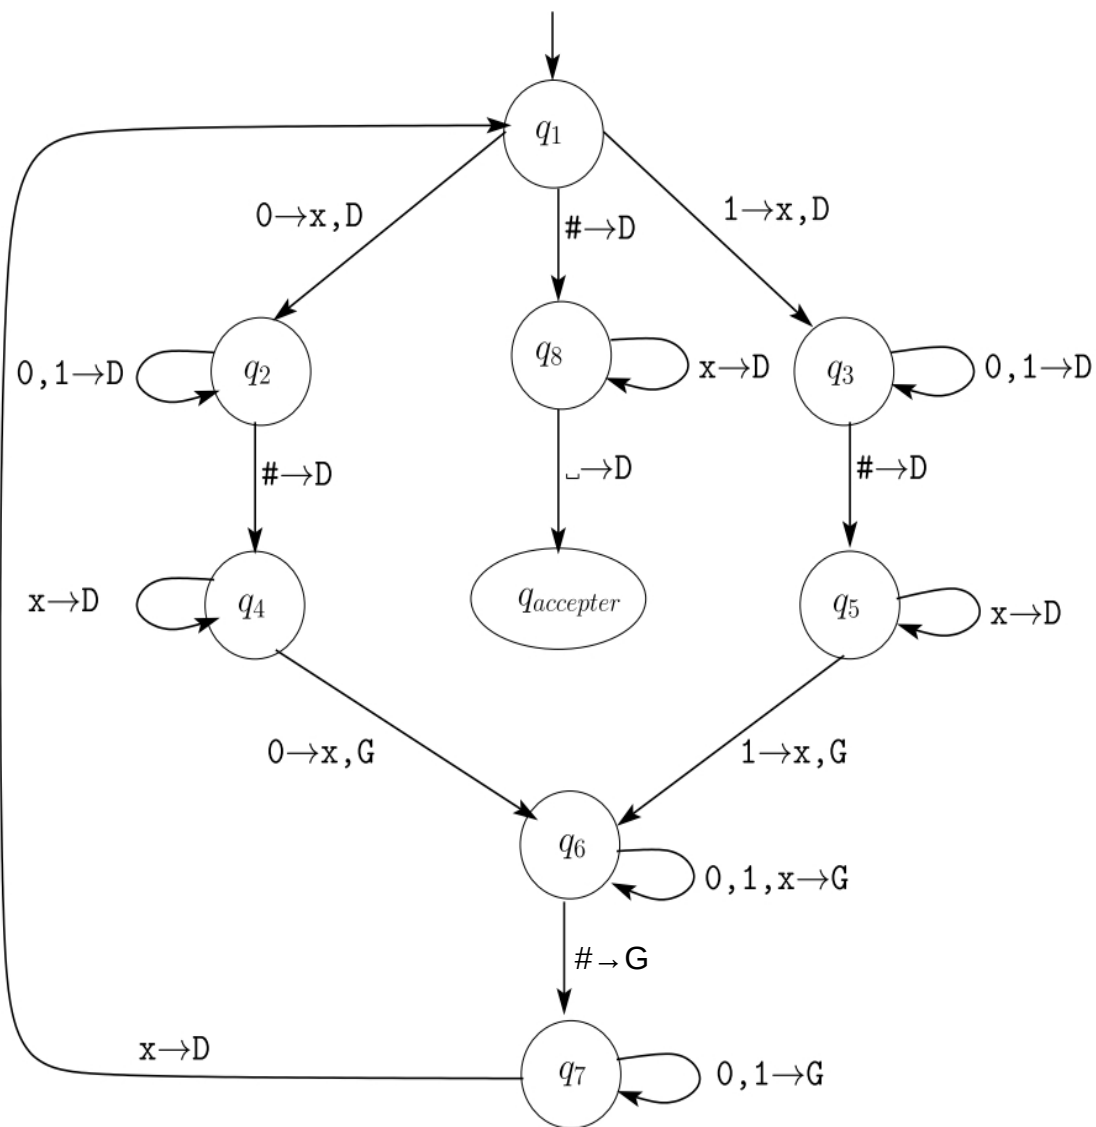 q1
0→x,D
#→D
1→x,D
0,1→D
q2
q8
x→D
q3
0,1→D
#→D
␣→D
#→D
x→D
q4
qaccepter
q5
x→D
0→x,G
1→x,G
q6
0,1,x→G
#→G
x→D
q7
0,1→G